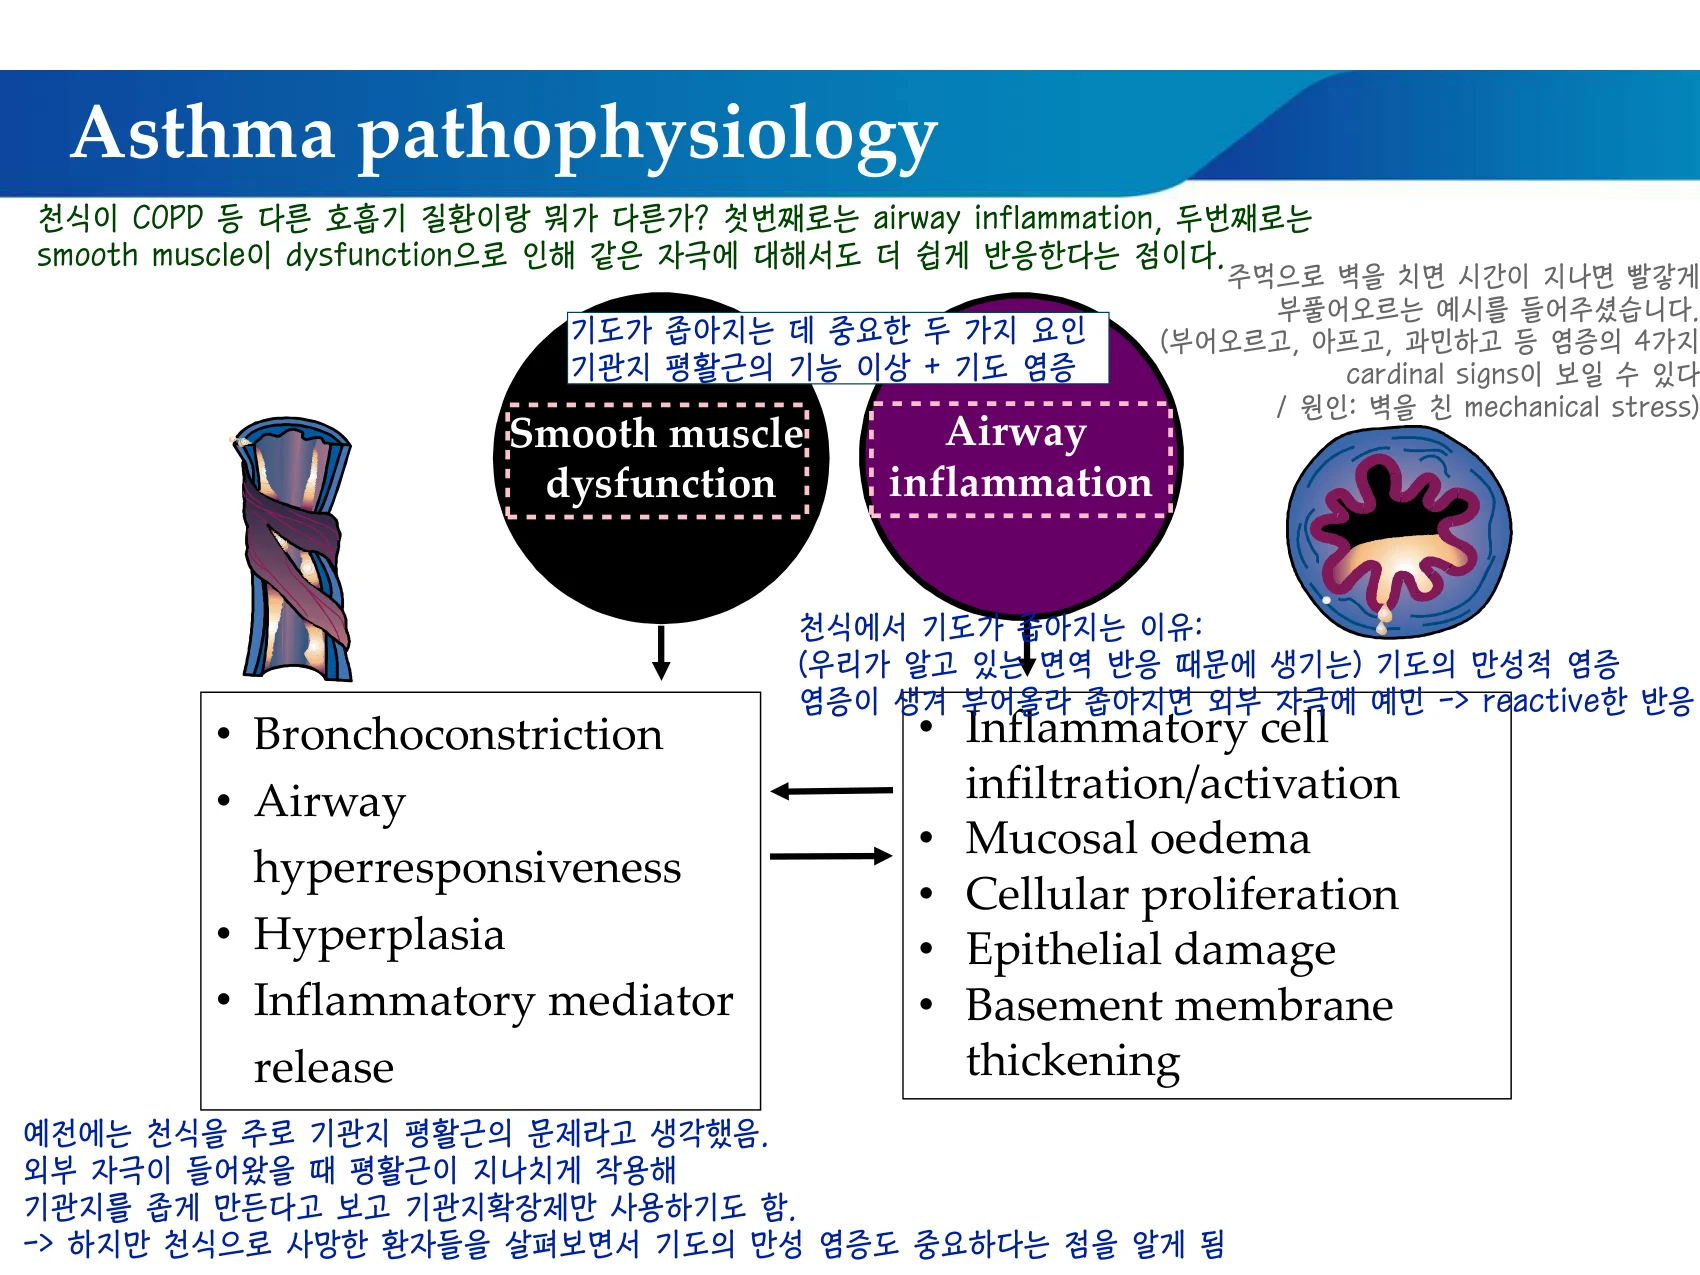 Asthma pathophysiology
천식이 COPD 등 다른 호흡기 질환이랑 뭐가 다른가? 첫번째로는 airway inflammation, 두번째로는
smooth muscle이 dysfunction으로 인해 같은 자극에 대해서도 더 쉽게 반응한다는 점이다.
주먹으로 벽을 치면 시간이 지나면 빨갛게
부풀어오르는 예시를 들어주셨습니다.
(부어오르고, 아프고, 과민하고 등 염증의 4가지
cardinal signs이 보일 수 있다
/ 원인: 벽을 친 mechanical stress)
기도가 좁아지는 데 중요한 두 가지 요인
기관지 평활근의 기능 이상 + 기도 염증
Smooth muscle
dysfunction
Airway
inflammation
천식에서 기도가 좁아지는 이유:
(우리가 알고 있는 면역 반응 때문에 생기는) 기도의 만성적 염증
염증이 생겨 부어올라 좁아지면 외부 자극에 예민 -> reactive한 반응
• Bronchoconstriction
• Airway
hyperresponsiveness
• Hyperplasia
• Inflammatory mediator
release
• Inflammatory cell
infiltration/activation
• Mucosal oedema
• Cellular proliferation
• Epithelial damage
• Basement membrane
thickening
예전에는 천식을 주로 기관지 평활근의 문제라고 생각했음.
외부 자극이 들어왔을 때 평활근이 지나치게 작용해
기관지를 좁게 만든다고 보고 기관지확장제만 사용하기도 함.
-> 하지만 천식으로 사망한 환자들을 살펴보면서 기도의 만성 염증도 중요하다는 점을 알게 됨